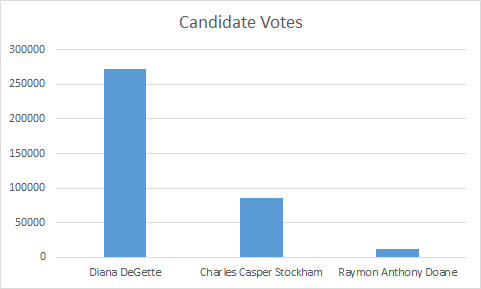 Candidate Votes
300000
250000
200000
150000
100000
50000
0
Diana DeGette
Charles Casper Stockham
Raymon Anthony Doane